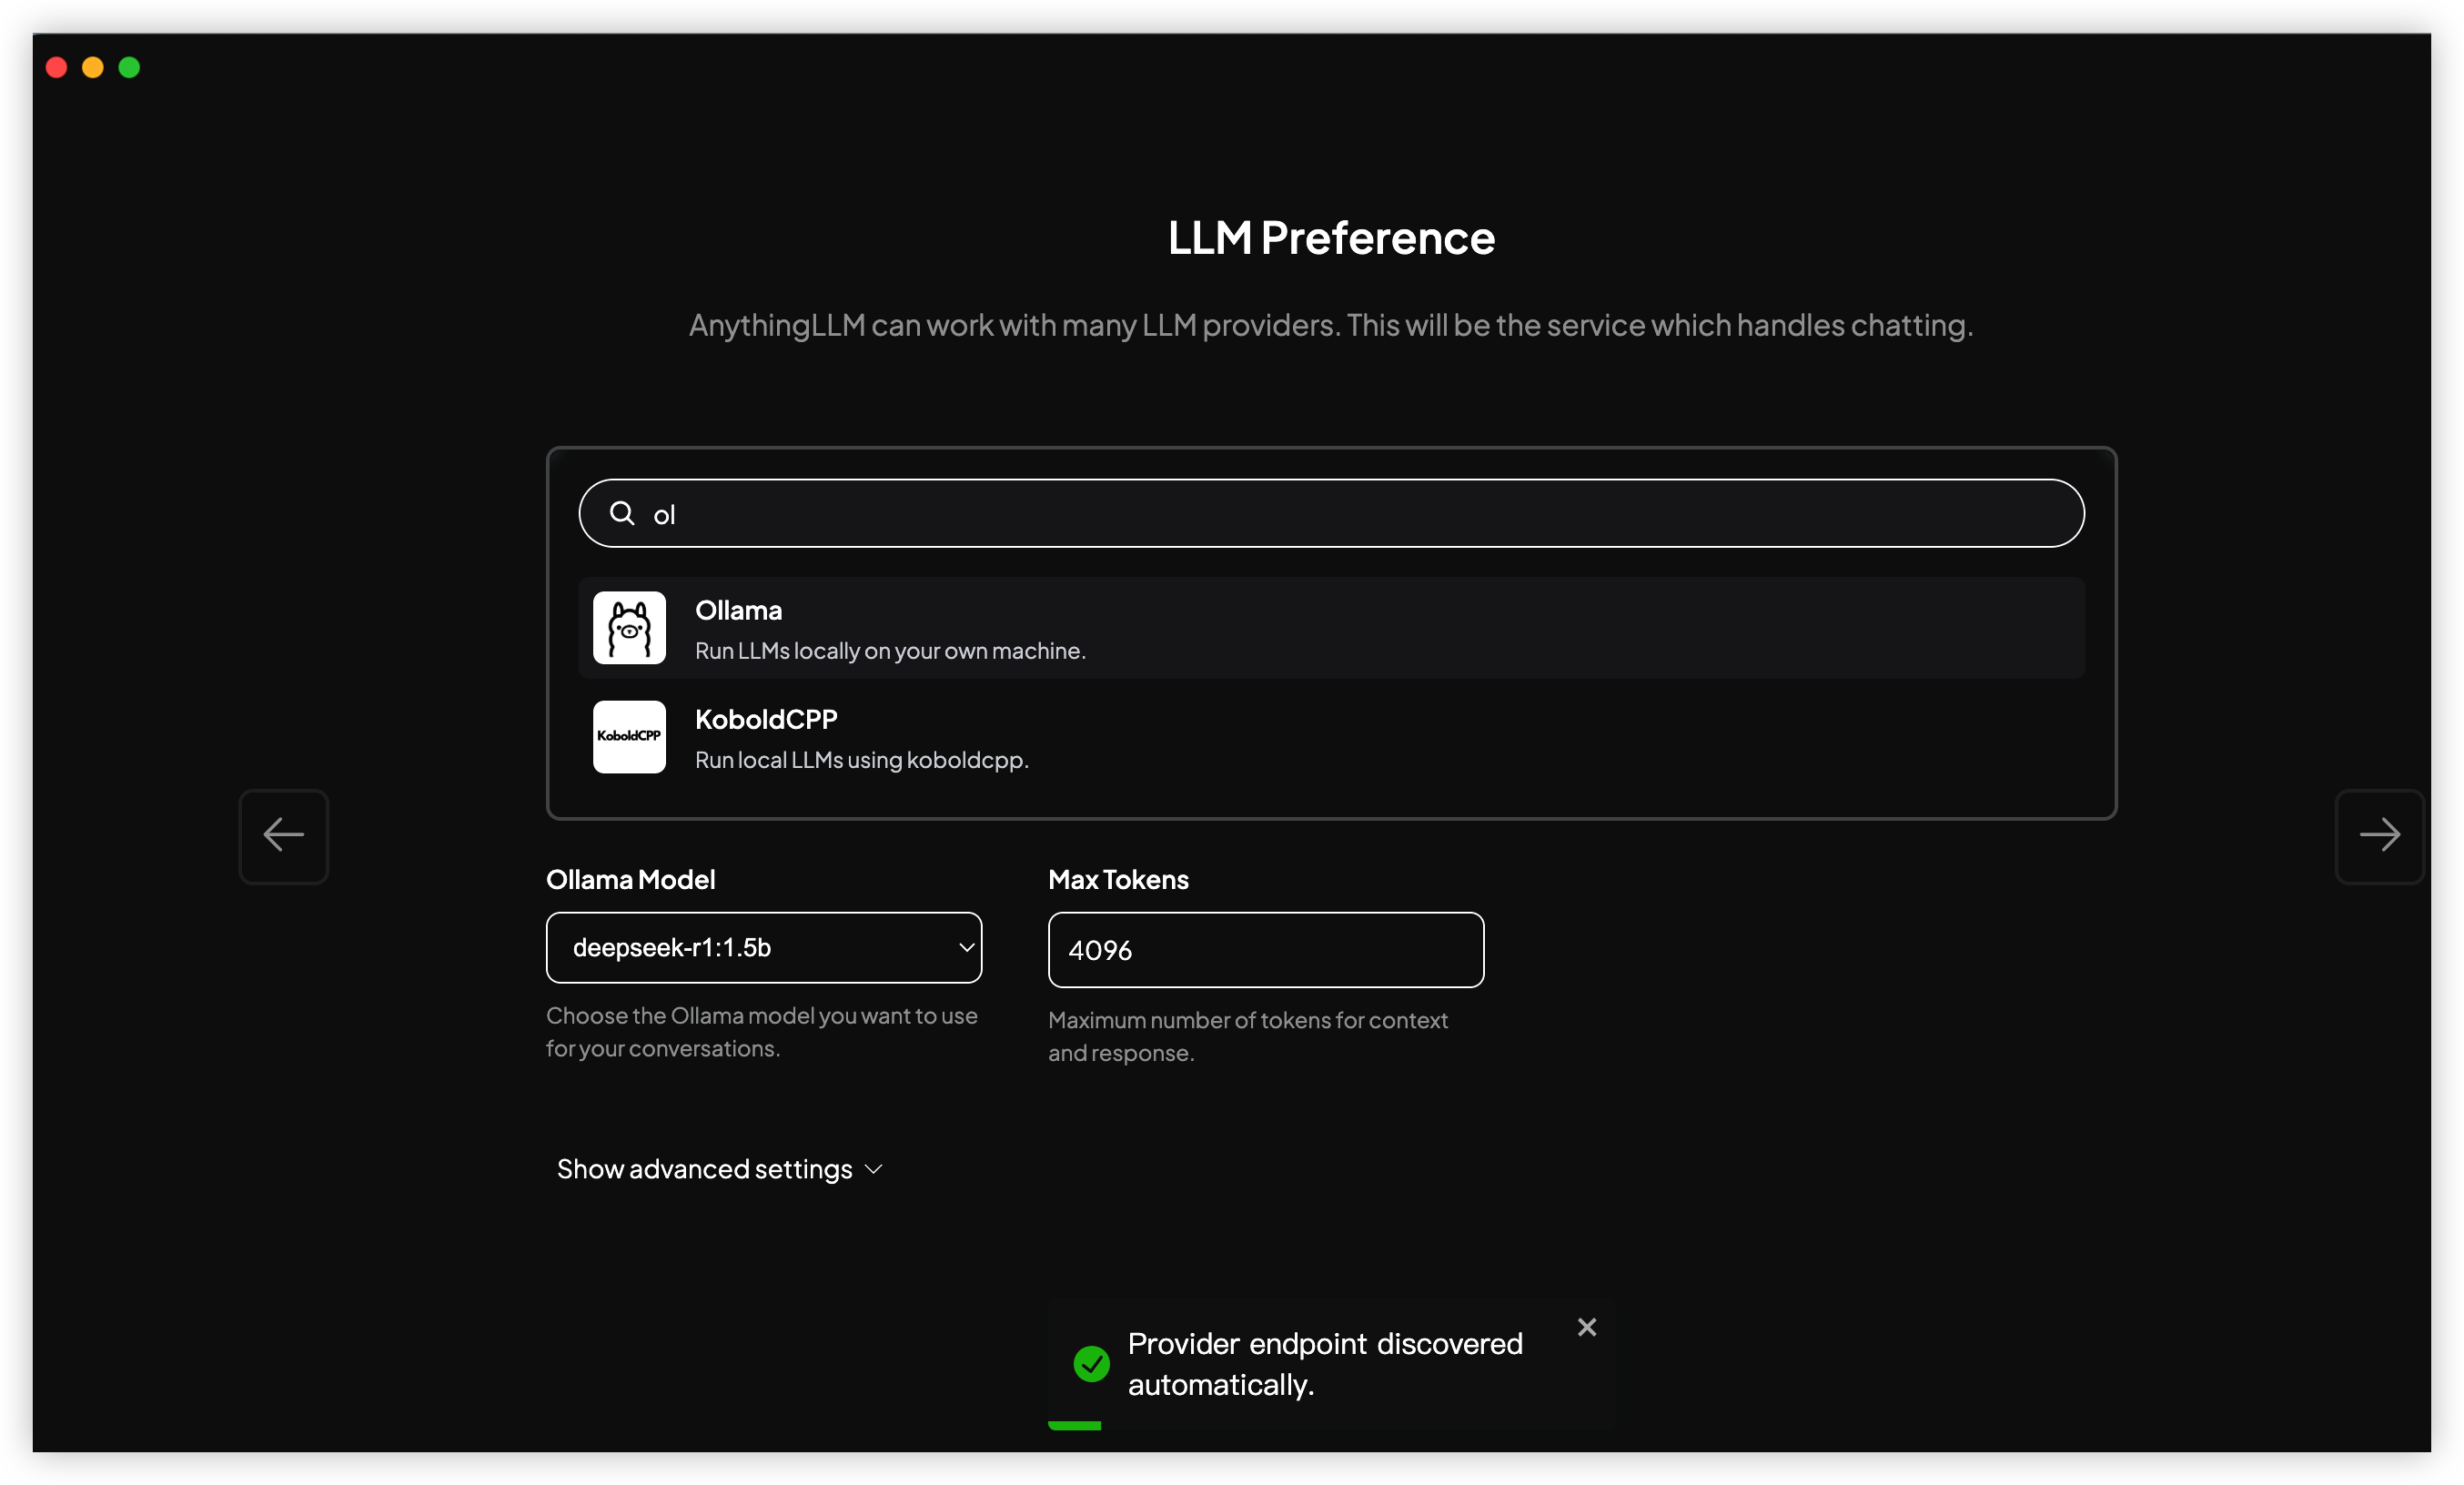 LLM Preference
AnythingLLM can work with many LLM providers. This will be the service which handles chatting.
ol
Ollama
Run LLMs locally on your own machine.
KoboldCPP
KoboldCPP
Run local LLMs using koboldcpp.
Ollama Model
deepseek-r1:1.5b
Choose the Ollama model you want to use
for your conversations.
Max Tokens
4096
Maximum number of tokens for context
and response.
Show advanced settings
Provider endpoint discovered
automatically.